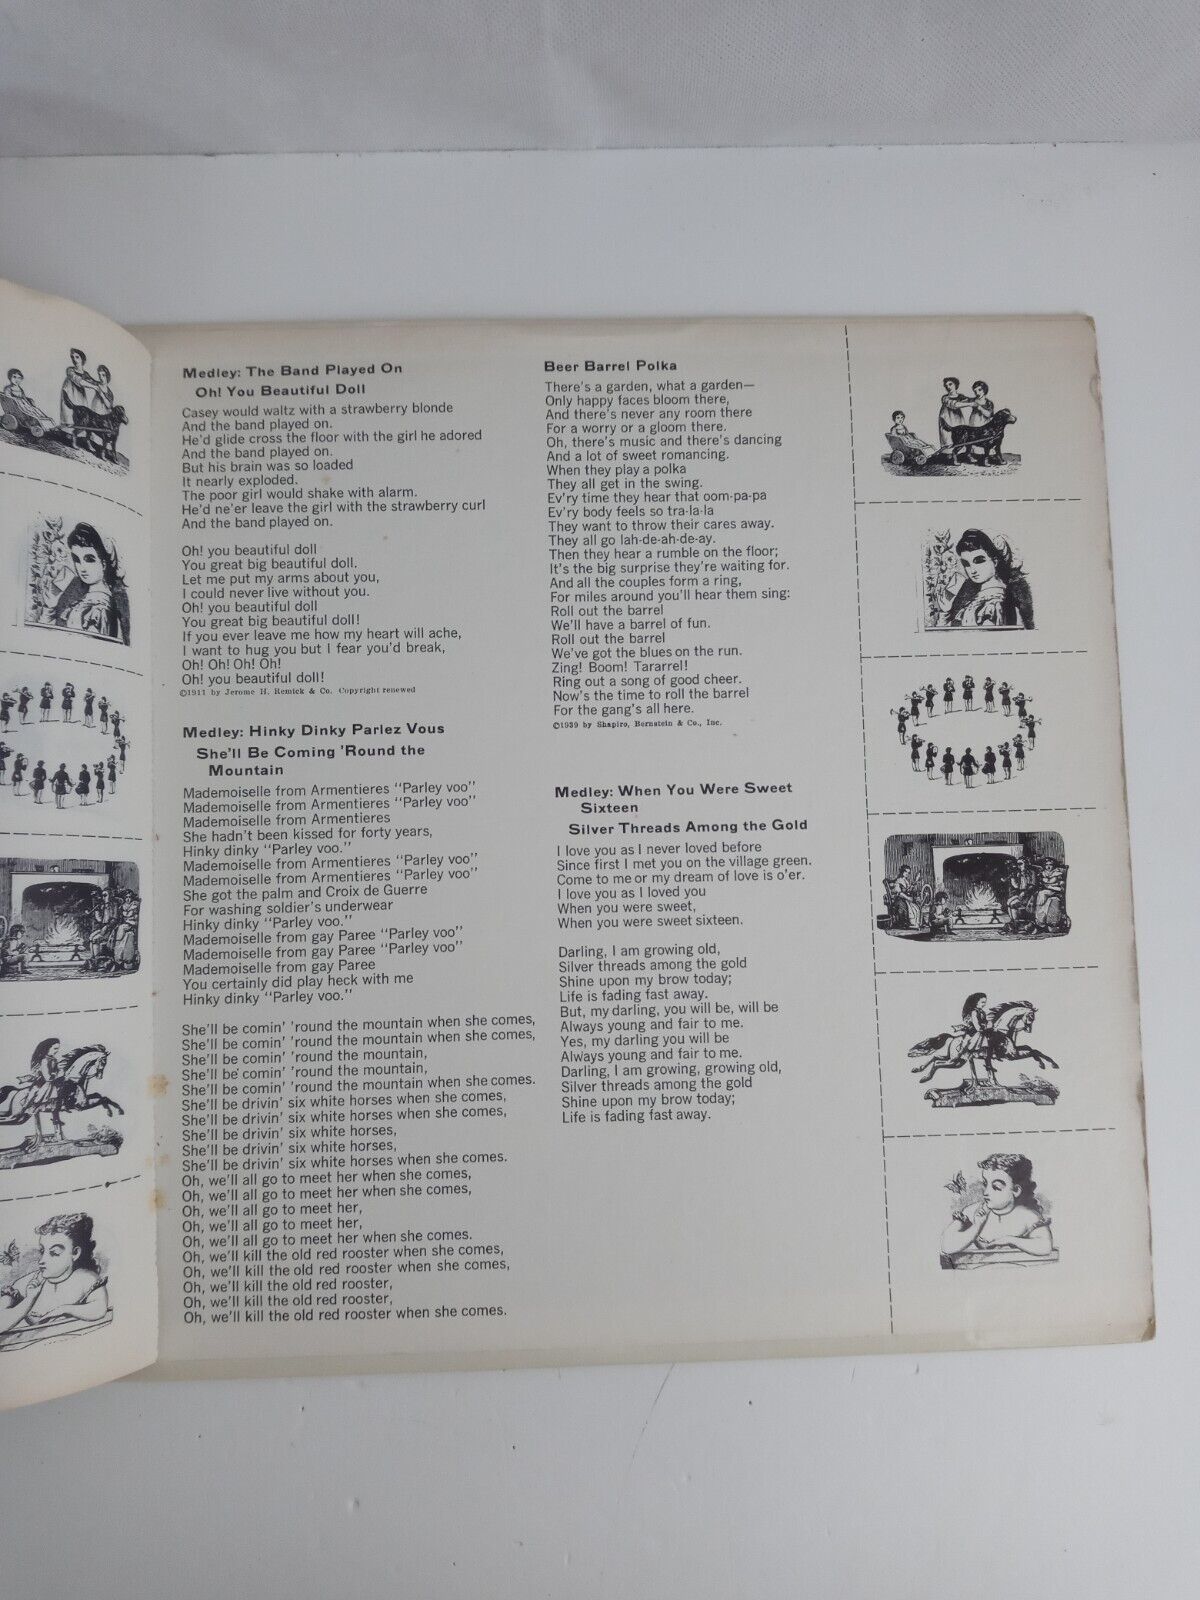 Medley: The Band Played On
Oh! You Beautiful Doll
Casey would waltz with a strawberry blonde
And the band played on.
He'd glide cross the floor with the girl he adored
And the band played on.
But his brain was so loaded
It nearly exploded.
The poor girl would shake with alarm.
He'd ne'er leave the girl with the strawberry curl
And the band played on.
Oh! you beautiful doll
You great big beautiful doll.
Let me put my arms about you,
I could never live without you.
Oh! you beautiful doll
You great big beautiful doll!
If you ever leave me how my heart will ache,
I want to hug you but I fear you'd break,
Oh! Oh! Oh! Oh!
Oh! you beautiful doll!
©1911 by Jerome H. Remick & Co. Copyright renewed
Medley: Hinky Dinky Parlez Vous
She'll Be Coming 'Round the
Mountain
Mademoiselle from Armentieres "Parley voo"
Mademoiselle from Armentieres "Parley voo"
Mademoiselle from Armentieres
She hadn't been kissed for forty years,
Hinky dinky "Parley voo."
Mademoiselle from Armentieres "Parley voo"
Mademoiselle from Armentieres "Parley voo"
She got the palm and Croix de Guerre
For washing soldier's underwear
Hinky dinky "Parley voo."
Mademoiselle from gay Paree "Parley voo"
Mademoiselle from gay Paree "Parley voo"
Mademoiselle from gay Paree
You certainly did play heck with me
Hinky dinky "Parley voo."
She'll be comin' 'round the mountain when she comes,
She'll be comin' 'round the mountain when she comes,
She'll be comin' 'round the mountain,
She'll be comin' 'round the mountain,
She'll be comin' 'round the mountain when she comes.
She'll be drivin' six white horses when she comes,
She'll be drivin' six white horses when she comes,
She'll be drivin' six white horses,
She'll be drivin' six white horses,
She'll be drivin' six white horses when she comes.
Oh, we'll all go to meet her when she comes,
Oh, we'll all go to meet her when she comes,
Oh, we'll all go to meet her,
Oh, we'll all go to meet her,
Oh, we'll all go to meet her when she comes.
Oh, we'll kill the old red rooster when she comes,
Oh, we'll kill the old red rooster when she comes,
Oh, we'll kill the old red rooster,
Oh, we'll kill the old red rooster,
Oh, we'll kill the old red rooster when she comes.
Beer Barrel Polka
There's a garden, what a garden—
Only happy faces bloom there,
And there's never any room there
For a worry or a gloom there.
Oh, there's music and there's dancing
And a lot of sweet romancing.
When they play a polka
They all get in the swing.
Ev'ry time they hear that oom-pa-pa
Ev'ry body feels so tra-la-la
They want to throw their cares away.
They all go lah-de-ah-de-ay.
Then they hear a rumble on the floor;
It's the big surprise they're waiting for.
And all the couples form a ring,
For miles around you'll hear them sing:
Roll out the barrel
We'll have a barrel of fun.
Roll out the barrel
We've got the blues on the run.
Zing! Boom! Tararrel!
Ring out a song of good cheer.
Now's the time to roll the barrel
For the gang's all here.
©1939 by Shapiro, Bernstein & Co., Inc.
Medley: When You Were Sweet
Sixteen
Silver Threads Among the Gold
I love you as I never loved before
Since first I met you on the village green.
Come to me or my dream of love is o'er.
I love you as I loved you
When you were sweet,
When you were sweet sixteen.
Darling, I am growing old,
Silver threads among the gold
Shine upon my brow today;
Life is fading fast away.
But, my darling, you will be, will be
Always young and fair to me.
Yes, my darling you will be
Always young and fair to me.
Darling, I am growing, growing old,
Silver threads among the gold
Shine upon my brow today;
Life is fading fast away.